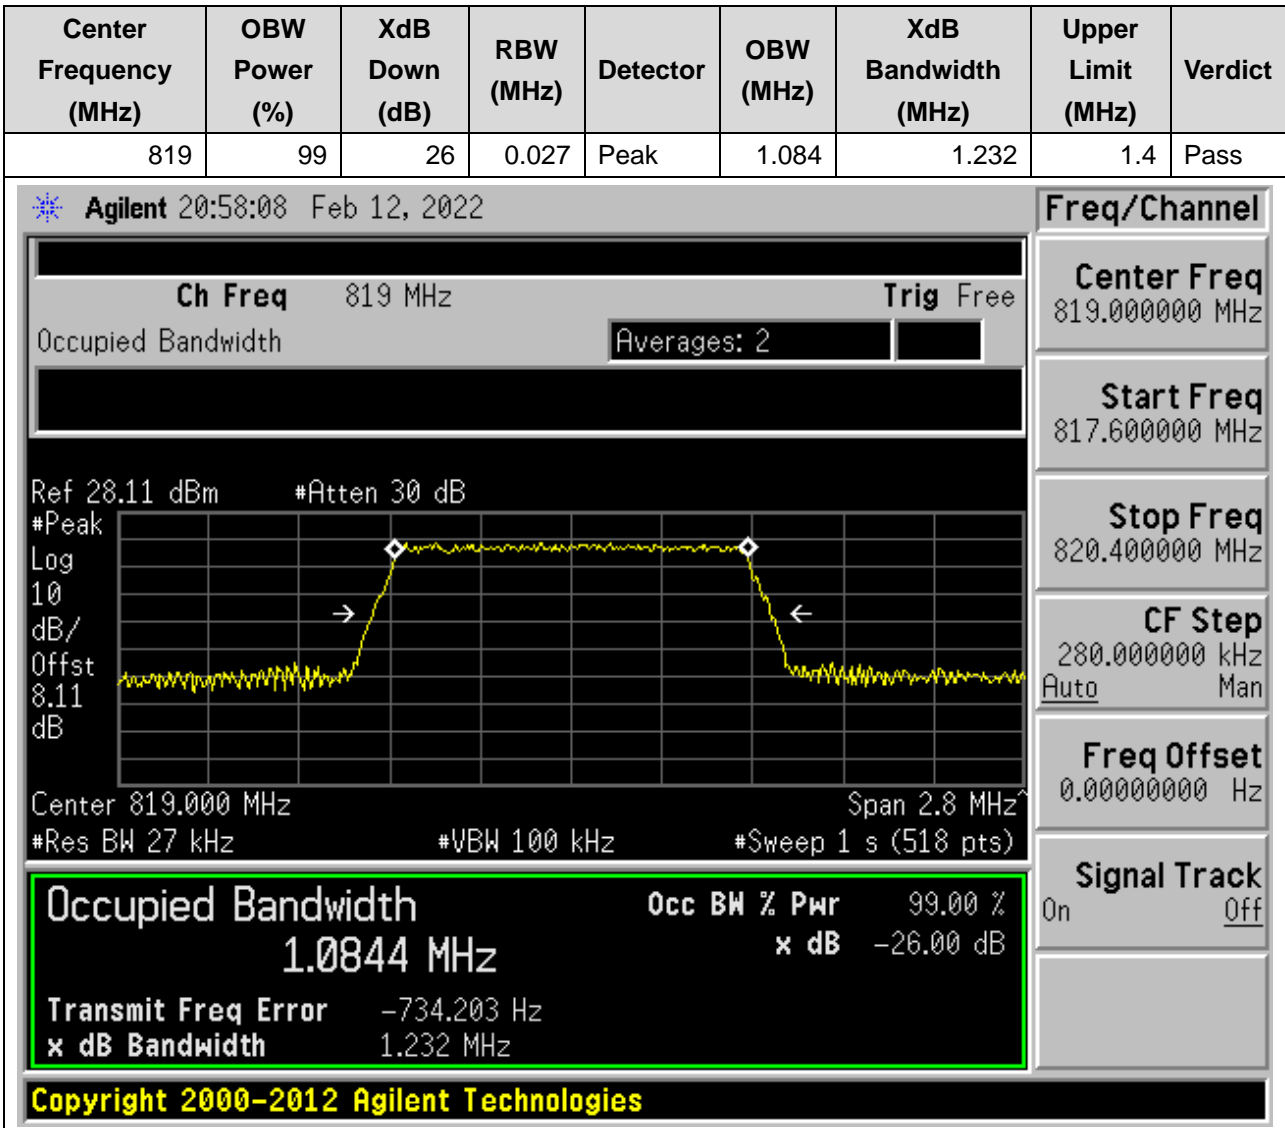 Center Frequency (MHz) OBW Power (%) XdB Down (dB) RBW (MHz) Detector OBW (MHz) XdB Bandwidth (MHz) Upper Limit (MHz) Verdict
819 99 26 0.027 Peak 1.084 1.232 1.4 Pass
Agilent 20:58:08 Feb 12, 2022
Freq/Channel
Ch Freq 819 MHz Trig Free
Occupied Bandwidth Averages: 2
Ref 28.11 dBm #Atten 30 dB
#Peak
Log
10
dB/
Offst
8.11
dB
Center 819.000 MHz Span 2.8 MHz^
#Res BW 27 kHz #VBW 100 kHz #Sweep 1 s (518 pts)
Occupied Bandwidth Occ BW % Pwr 99.00 %
1.0844 MHz x dB -26.00 dB
Transmit Freq Error -734.203 Hz
x dB Bandwidth 1.232 MHz
Center Freq
819.000000 MHz
Start Freq
817.600000 MHz
Stop Freq
820.400000 MHz
CF Step
280.000000 kHz
Auto Man
Freq Offset
0.00000000 Hz
Signal Track
On Off
Copyright 2000-2012 Agilent Technologies